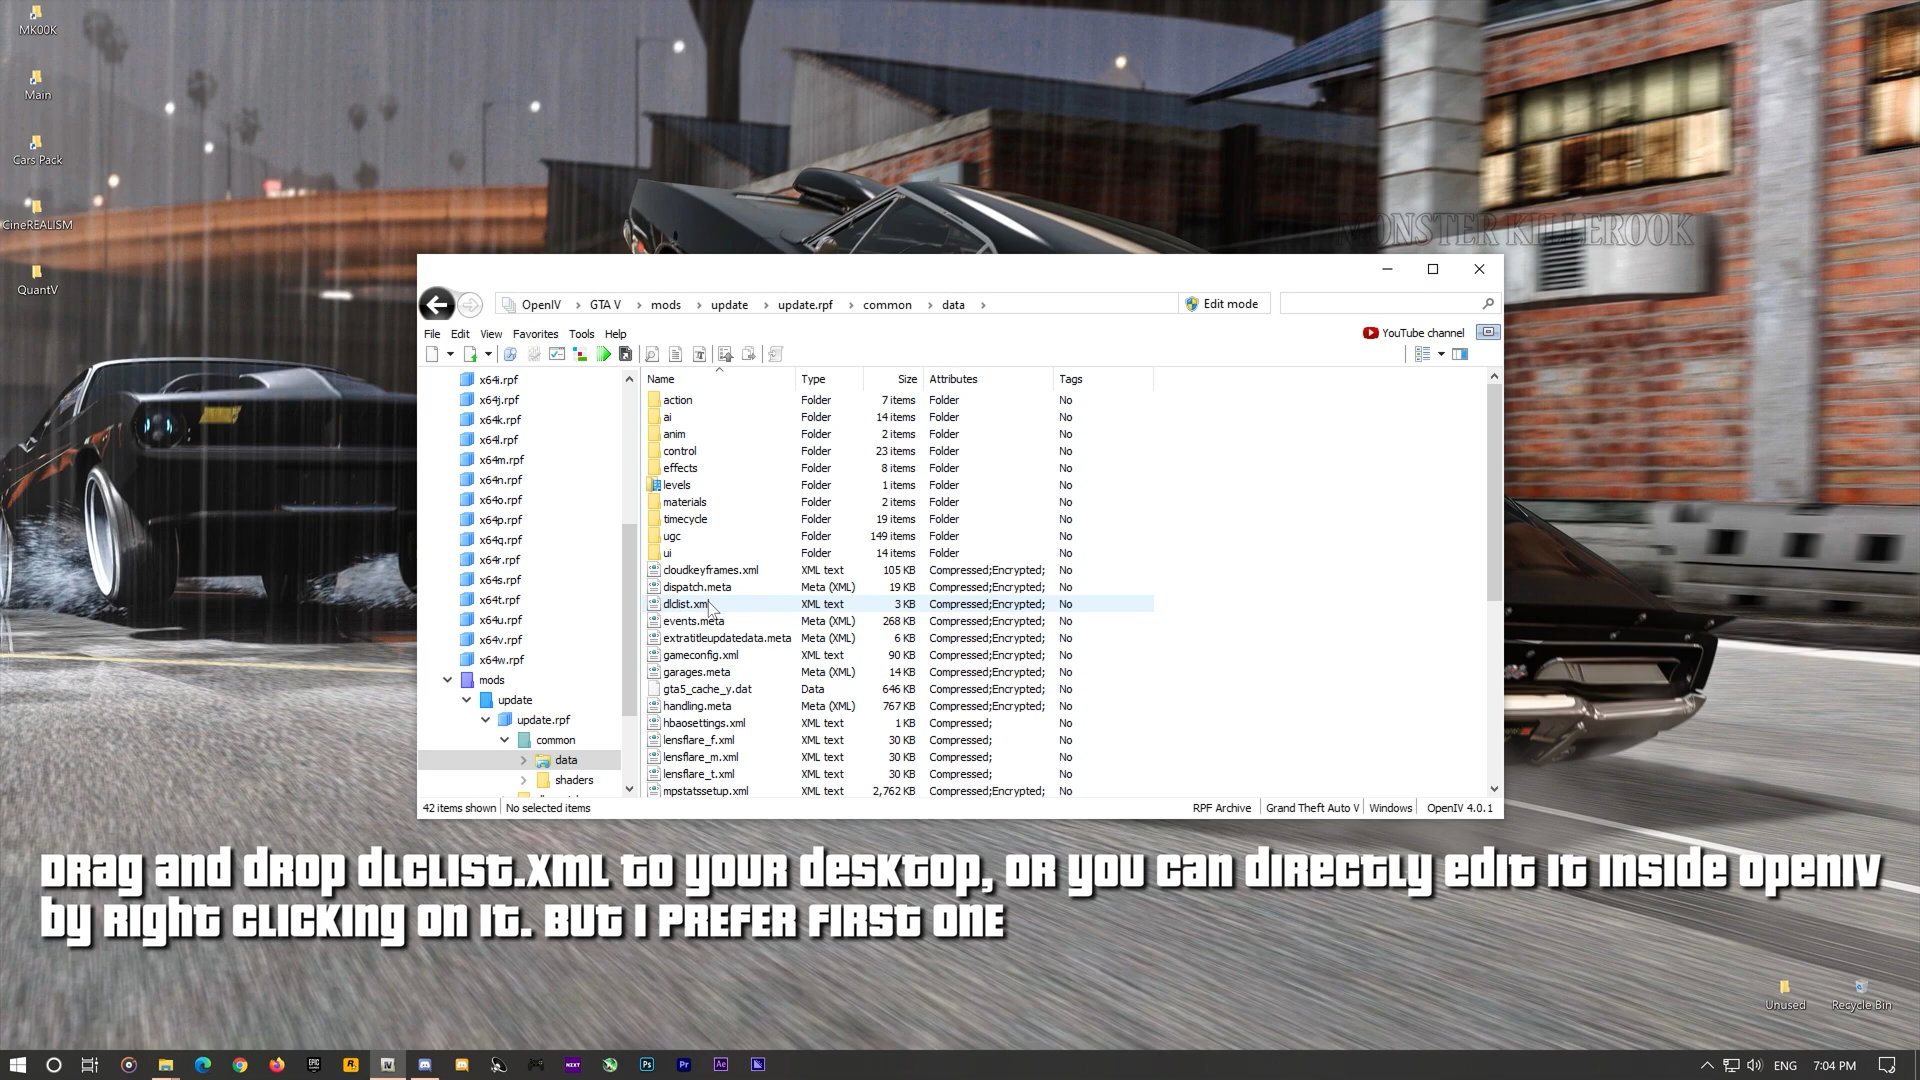 MK00K
Main
Cars Pack
CineREALISM
QuantV
MONSTER KILLEROOK
OpenIV
GTA V
mods
update
update.rpf
common
data
Edit mode
File
Edit
View
Favorites
Tools
Help
YouTube channel
x64i.rpf
x64j.rpf
x64k.rpf
x64l.rpf
x64m.rpf
x64n.rpf
x64o.rpf
x64p.rpf
x64q.rpf
x64r.rpf
x64s.rpf
x64t.rpf
x64u.rpf
x64v.rpf
x64w.rpf
mods
update
update.rpf
common
data
shaders
Name Type Size Attributes Tags
action Folder 7 items Folder No
ai Folder 14 items Folder No
anim Folder 2 items Folder No
control Folder 23 items Folder No
effects Folder 8 items Folder No
levels Folder 1 items Folder No
materials Folder 2 items Folder No
timecycle Folder 19 items Folder No
ugc Folder 149 items Folder No
ui Folder 14 items Folder No
cloudkeyframes.xml XML text 105 KB Compressed;Encrypted; No
dispatch.meta Meta (XML) 19 KB Compressed;Encrypted; No
dlclist.xml XML text 3 KB Compressed;Encrypted; No
events.meta Meta (XML) 268 KB Compressed;Encrypted; No
extratitleupdatedata.meta Meta (XML) 6 KB Compressed;Encrypted; No
gameconfig.xml XML text 90 KB Compressed;Encrypted; No
garages.meta Meta (XML) 14 KB Compressed;Encrypted; No
gta5_cache_y.dat Data 646 KB Compressed;Encrypted; No
handling.meta Meta (XML) 767 KB Compressed;Encrypted; No
hbaosettings.xml XML text 1 KB Compressed; No
lensflare_f.xml XML text 30 KB Compressed; No
lensflare_m.xml XML text 30 KB Compressed; No
lensflare_t.xml XML text 30 KB Compressed; No
mpstatssetup.xml XML text 2,762 KB Compressed;Encrypted; No
42 items shown
No selected items
RPF Archive
Grand Theft Auto V
Windows
OpenIV 4.0.1
Drag and drop dlclist.xml to your desktop, or you can directly edit it inside OpenIV
by right clicking on it. But I prefer first one
Unused
Recycle Bin
EPIC
GAMES
R
IV
NEXT
Ps
Pr
Ae
ENG
7:04 PM